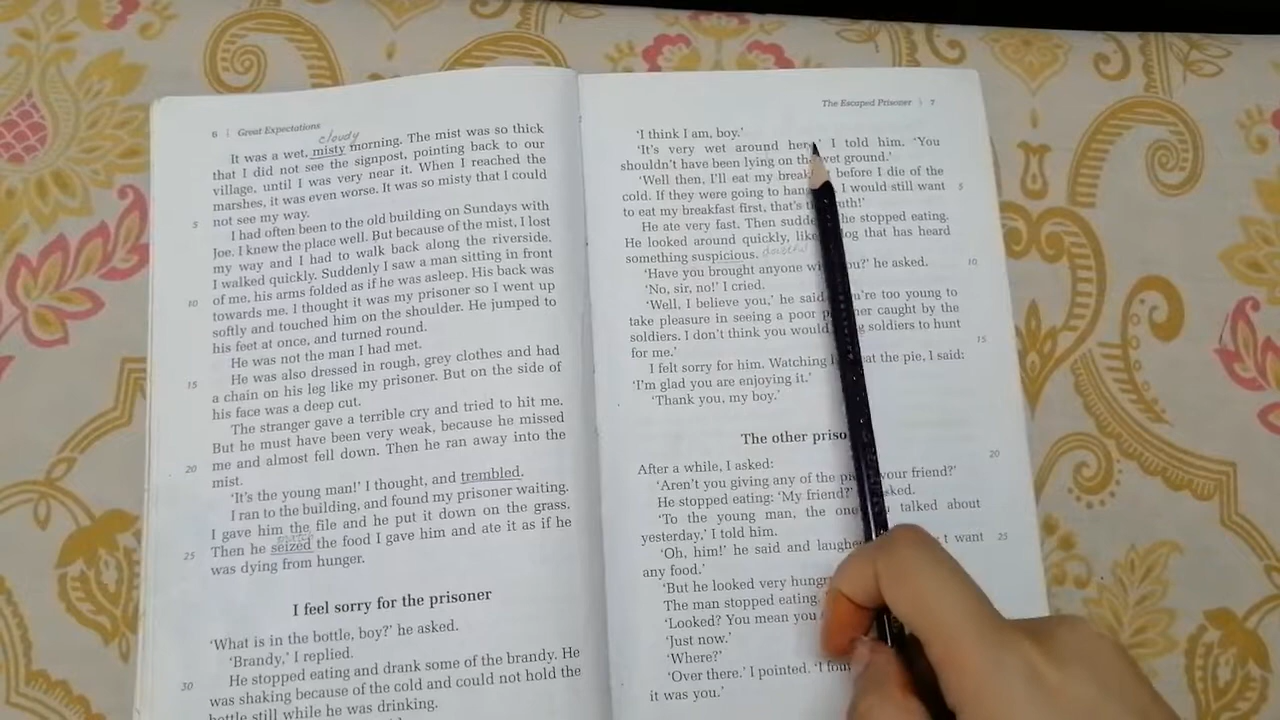 6 | Great Expectations
cloudy
It was a wet, misty morning. The mist was so thick
that I did not see the signpost, pointing back to our
village, until I was very near it. When I reached the
marshes, it was even worse. It was so misty that I could
5 not see my way.
I had often been to the old building on Sundays with
Joe. I knew the place well. But because of the mist, I lost
my way and I had to walk back along the riverside.
I walked quickly. Suddenly I saw a man sitting in front
10 of me, his arms folded as if he was asleep. His back was
towards me. I thought it was my prisoner so I went up
softly and touched him on the shoulder. He jumped to
his feet at once, and turned round.
He was not the man I had met.
15 He was also dressed in rough, grey clothes and had
a chain on his leg like my prisoner. But on the side of
his face was a deep cut.
The stranger gave a terrible cry and tried to hit me.
But he must have been very weak, because he missed
20 me and almost fell down. Then he ran away into the
mist.
'It's the young man!' I thought, and trembled.
I ran to the building, and found my prisoner waiting.
I gave him the file and he put it down on the grass.
25 Then he seized the food I gave him and ate it as if he
was dying from hunger.
I feel sorry for the prisoner
'What is in the bottle, boy?' he asked.
'Brandy,' I replied.
30 He stopped eating and drank some of the brandy. He
was shaking because of the cold and could not hold the
bottle still while he was drinking.
The Escaped Prisoner | 7
'I think I am, boy.'
'It's very wet around here,' I told him. 'You
shouldn't have been lying on the wet ground.'
'Well then, I'll eat my before I die of the
cold. If they were going to I would still want 5
to eat my breakfast first, that's
He ate very fast. Then he stopped eating.
He looked around quickly, that has heard
something suspicious.
'Have you brought anyone he asked. 10
'No, sir, no!' I cried.
'Well, I believe you,' he said too young to
take pleasure in seeing a poor caught by the
soldiers. I don't think you would soldiers to hunt
for me.' 15
I felt sorry for him. Watching the pie, I said:
'I'm glad you are enjoying it.'
'Thank you, my boy.'
The other
After a while, I asked: 20
'Aren't you giving any of the your friend?'
He stopped eating: 'My friend?'
'To the young man, the one talked about
yesterday,' I told him.
'Oh, him!' he said and want 25
any food.'
'But he looked very
The man stopped eating.
'Looked? You mean you
'Just now.'
'Where?'
'Over there.' I pointed. 'I
it was you.'